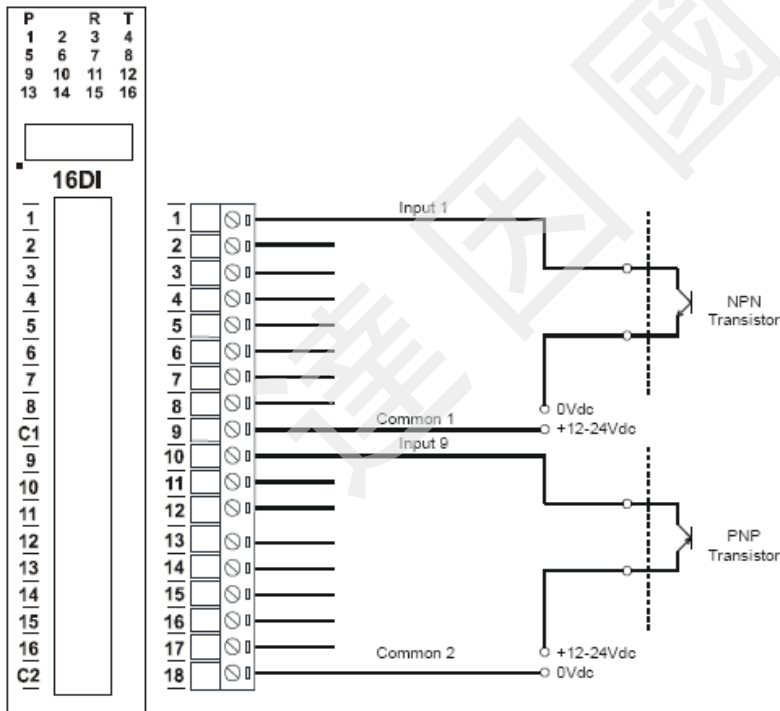 P R T
1 2 3 4
5 6 7 8
9 10 11 12
13 14 15 16
16DI
1
2
3
4
5
6
7
8
C1
9
10
11
12
13
14
15
16
C2
1
2
3
4
5
6
7
8
9
10
11
12
13
14
15
16
17
18
Input 1
NPN
Transistor
0Vdc
Common 1
+12-24Vdc
Input 9
PNP
Transistor
+12-24Vdc
Common 2
0Vdc
達因國